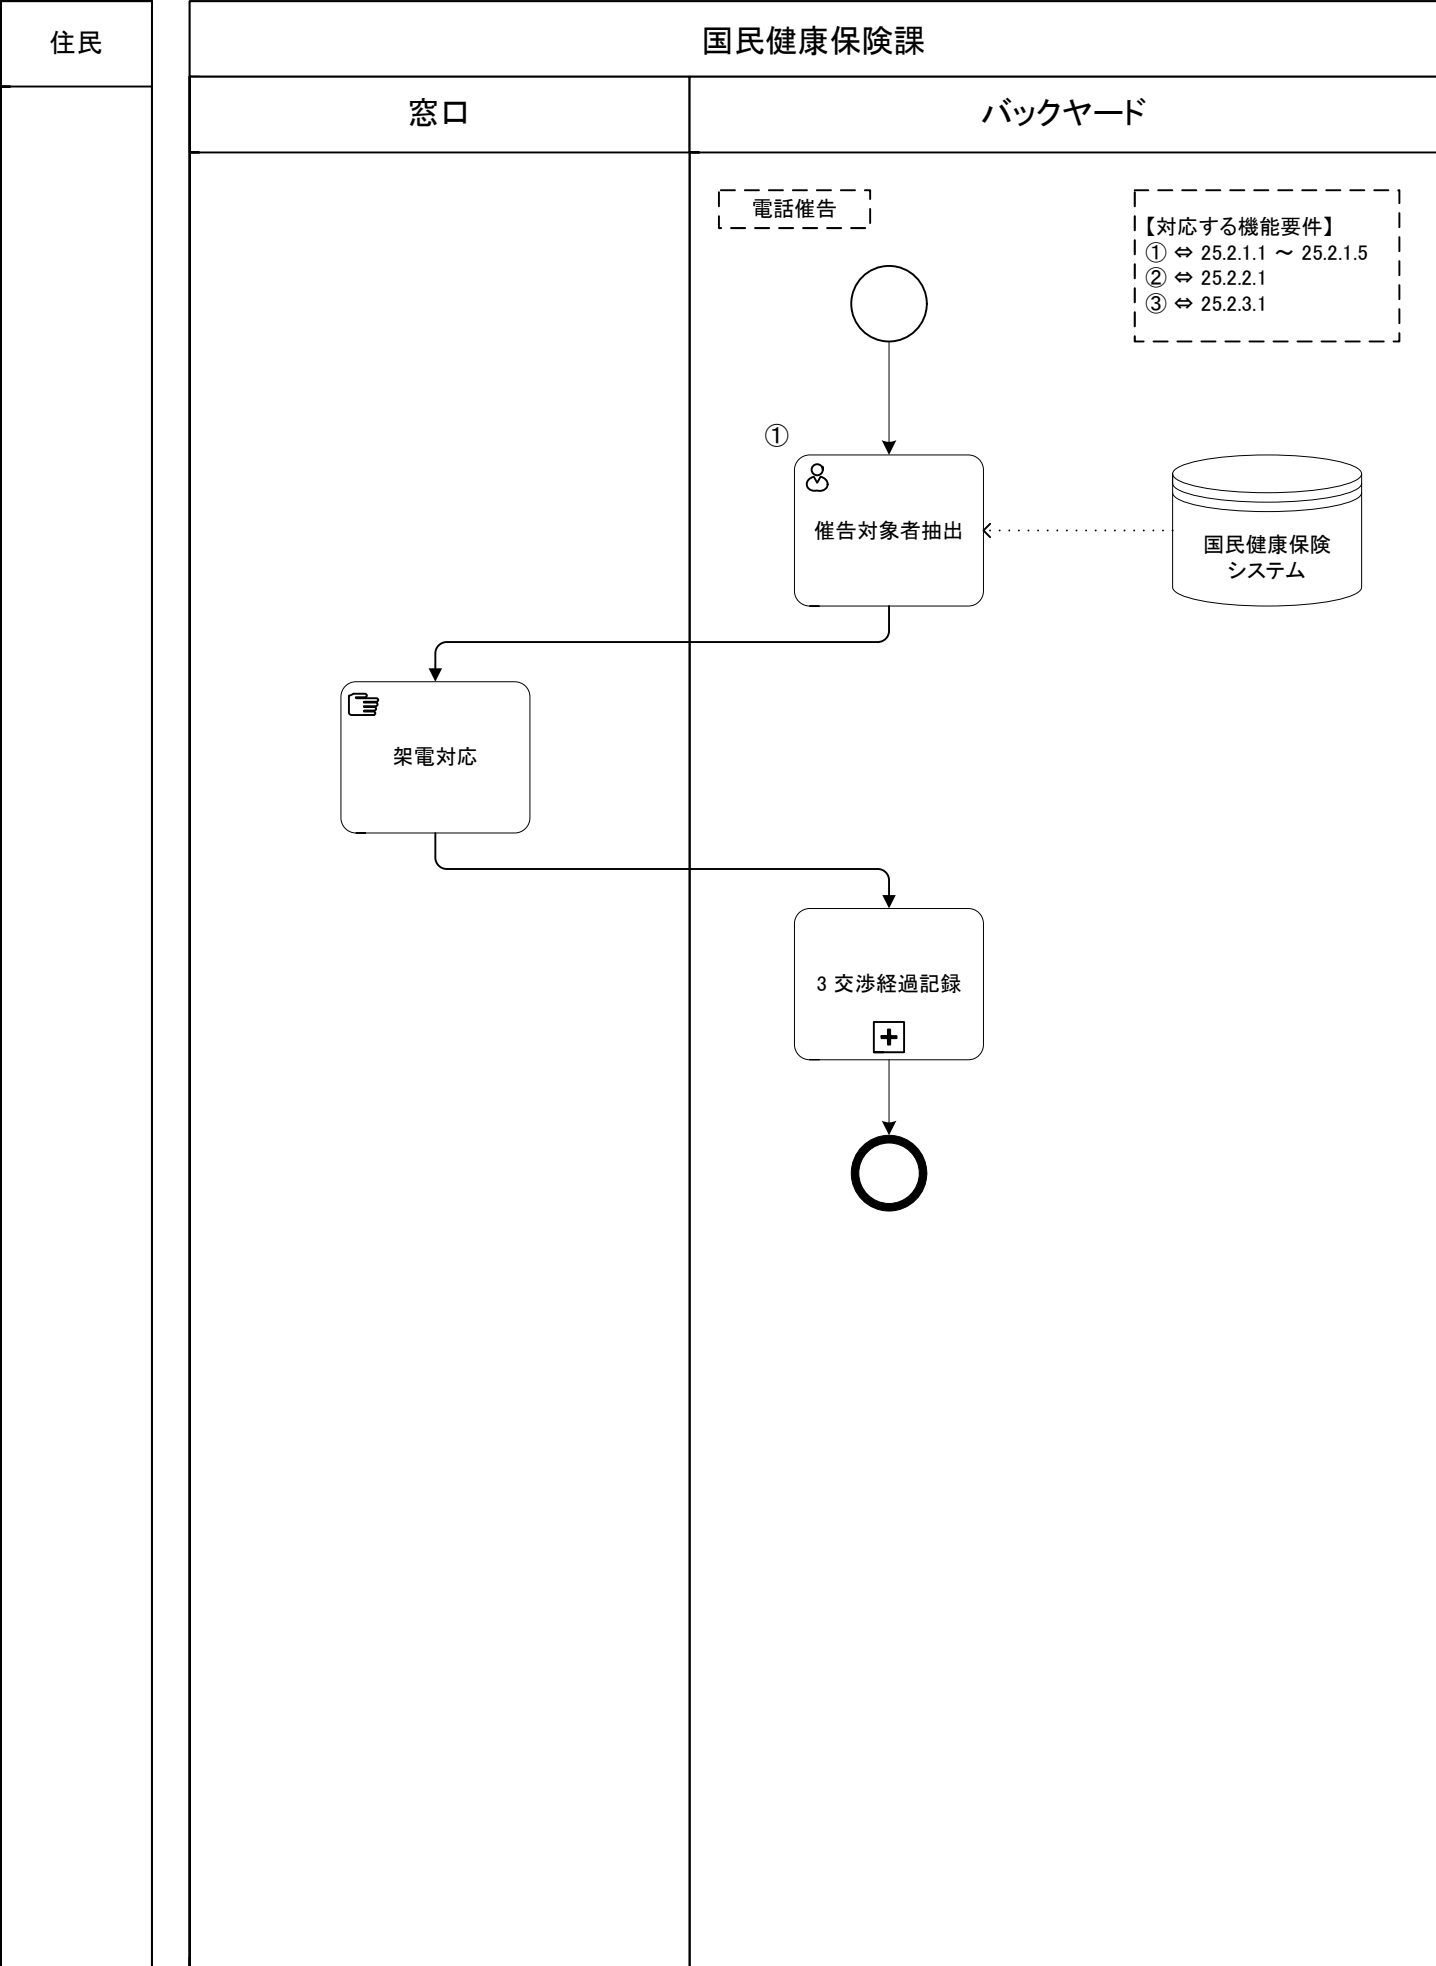 住民
国民健康保険課
窓口
バックヤード
電話催告
【対応する機能要件】
① ⇔ 25.2.1.1 ～ 25.2.1.5
② ⇔ 25.2.2.1
③ ⇔ 25.2.3.1
①
催告対象者抽出
国民健康保険
システム
架電対応
3 交渉経過記録